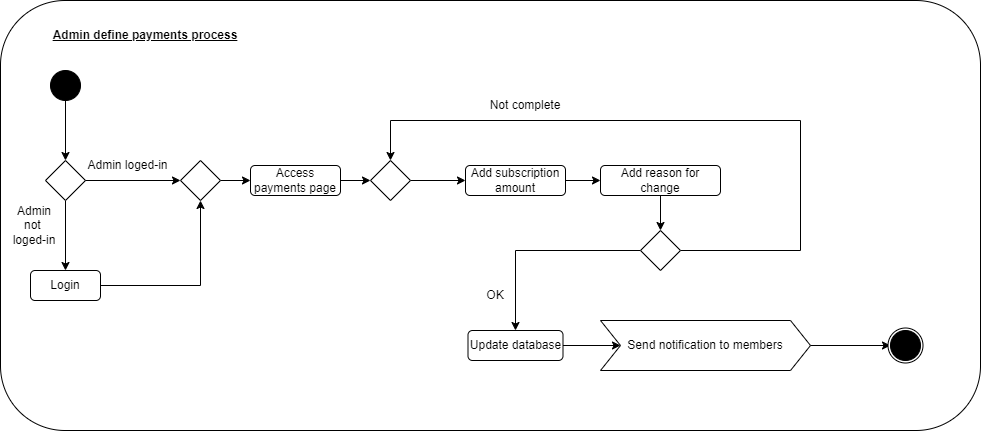 Admin define payments process
Not complete
Admin loged-in
Access
payments page
Add subscription
amount
Add reason for
change
Admin
not
loged-in
Login
OK
Update database
Send notification to members